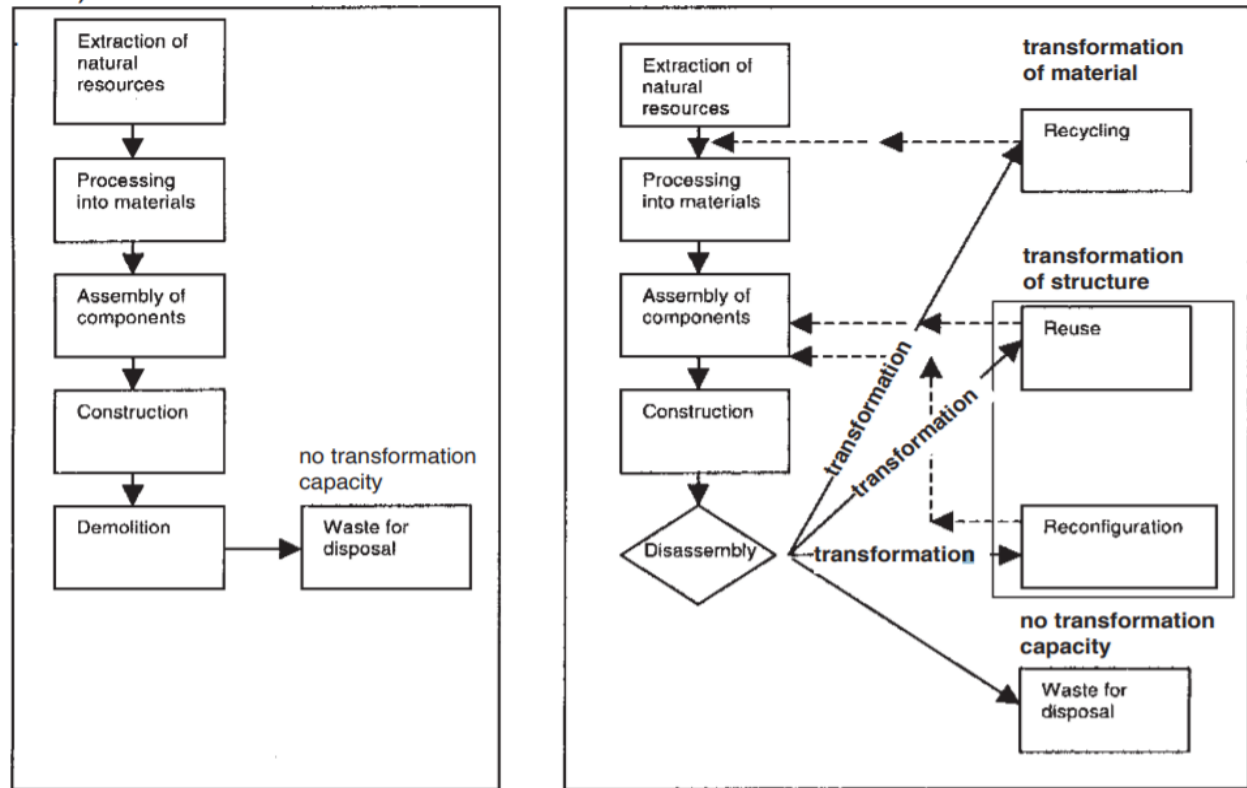 Extraction of
natural
resources
Processing
into materials
Assembly of
components
Construction
Demolition
no transformation
capacity
Waste for
disposal
Extraction of
natural
resources
Processing
into materials
Assembly of
components
Construction
Disassembly
transformation
transformation
transformation
transformation
of material
Recycling
transformation
of structure
Reuse
Reconfiguration
no transformation
capacity
Waste for
disposal